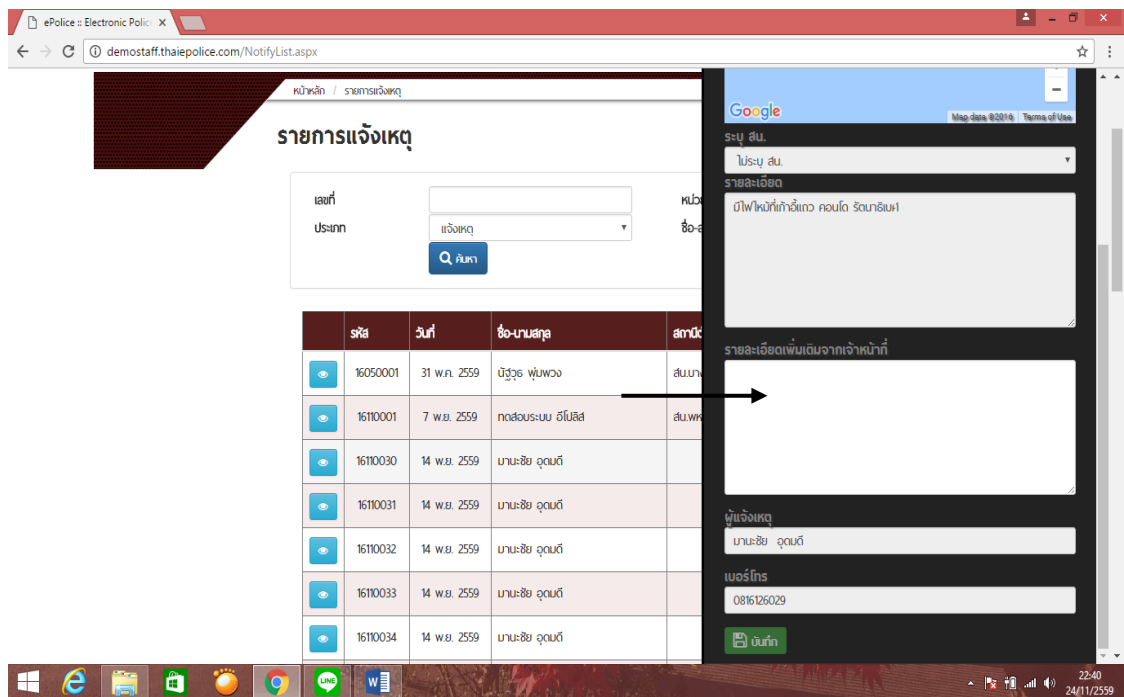 ePolice :: Electronic Polic
demostaff.thaiepolice.com/NotifyList.aspx
หน้าหลัก / รายการแจ้งเหตุ
รายการแจ้งเหตุ
เลขที่
ประเภท แจ้งเหตุ
ค้นหา
รหัส วันที่ ชื่อ-นามสกุล
16050001 31 พ.ค. 2559 นัฐวุธ พุ่มพวง
16110001 7 พ.ย. 2559 ทดสอบระบบ อีโปลิส
16110030 14 พ.ย. 2559 มานะชัย อุดมดี
16110031 14 พ.ย. 2559 มานะชัย อุดมดี
16110032 14 พ.ย. 2559 มานะชัย อุดมดี
16110033 14 พ.ย. 2559 มานะชัย อุดมดี
16110034 14 พ.ย. 2559 มานะชัย อุดมดี
Google
Map data ©2016 Terms of Use
ระบุ สน.
ไม่ระบุ สน.
รายละเอียด
มีไฟไหม้ที่เก้าอี้แถว คอนโด รัตนาธิเบศ1
รายละเอียดเพิ่มเติมจากเจ้าหน้าที่
ผู้แจ้งเหตุ
มานะชัย อุดมดี
เบอร์โทร
0816126029
บันทึก
LINE
22:40
24/11/2559